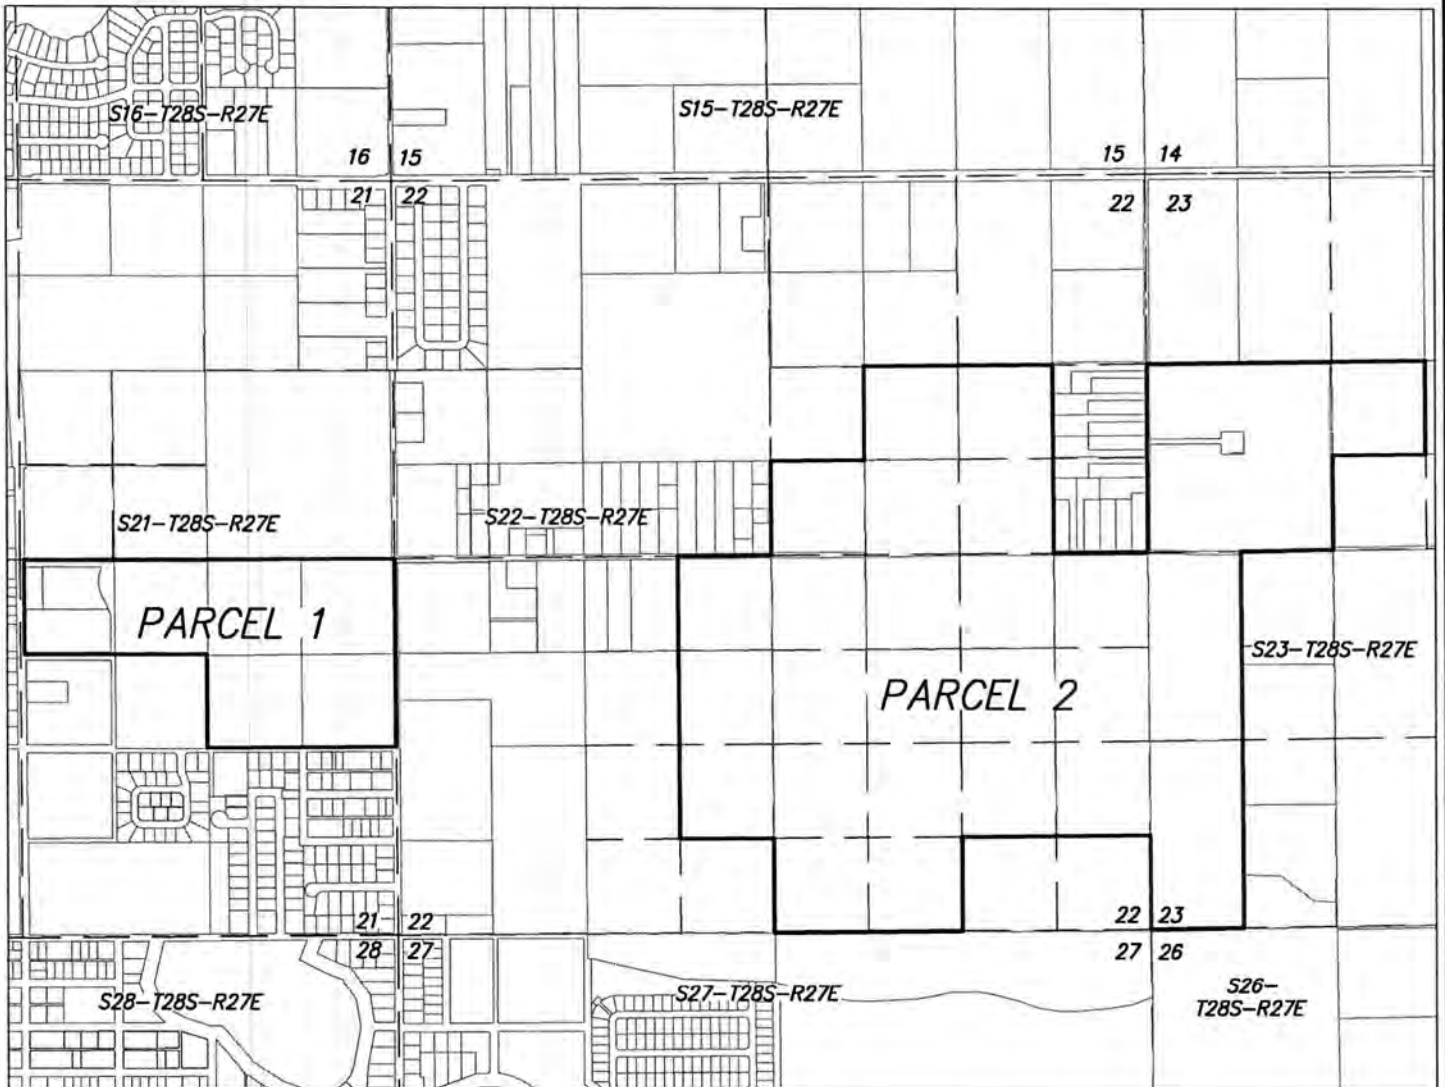 S16-T28S-R27E
S15-T28S-R27E
16 15
15 14
21 22
22 23
S21-T28S-R27E
S22-T28S-R27E
PARCEL 1
S23-T28S-R27E
PARCEL 2
21 22
22 23
28 27
27 26
S28-T28S-R27E
S27-T28S-R27E
S26-
T28S-R27E